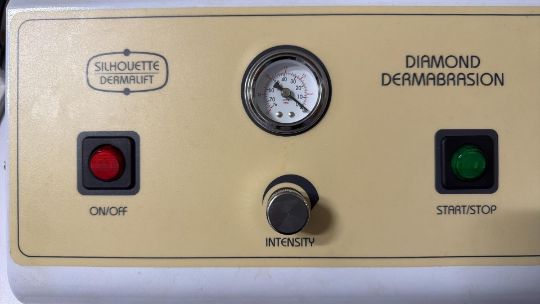 SILHOUETTE
DERMALIFT
DIAMOND
DERMABRASION
ON/OFF
INTENSITY
START/STOP